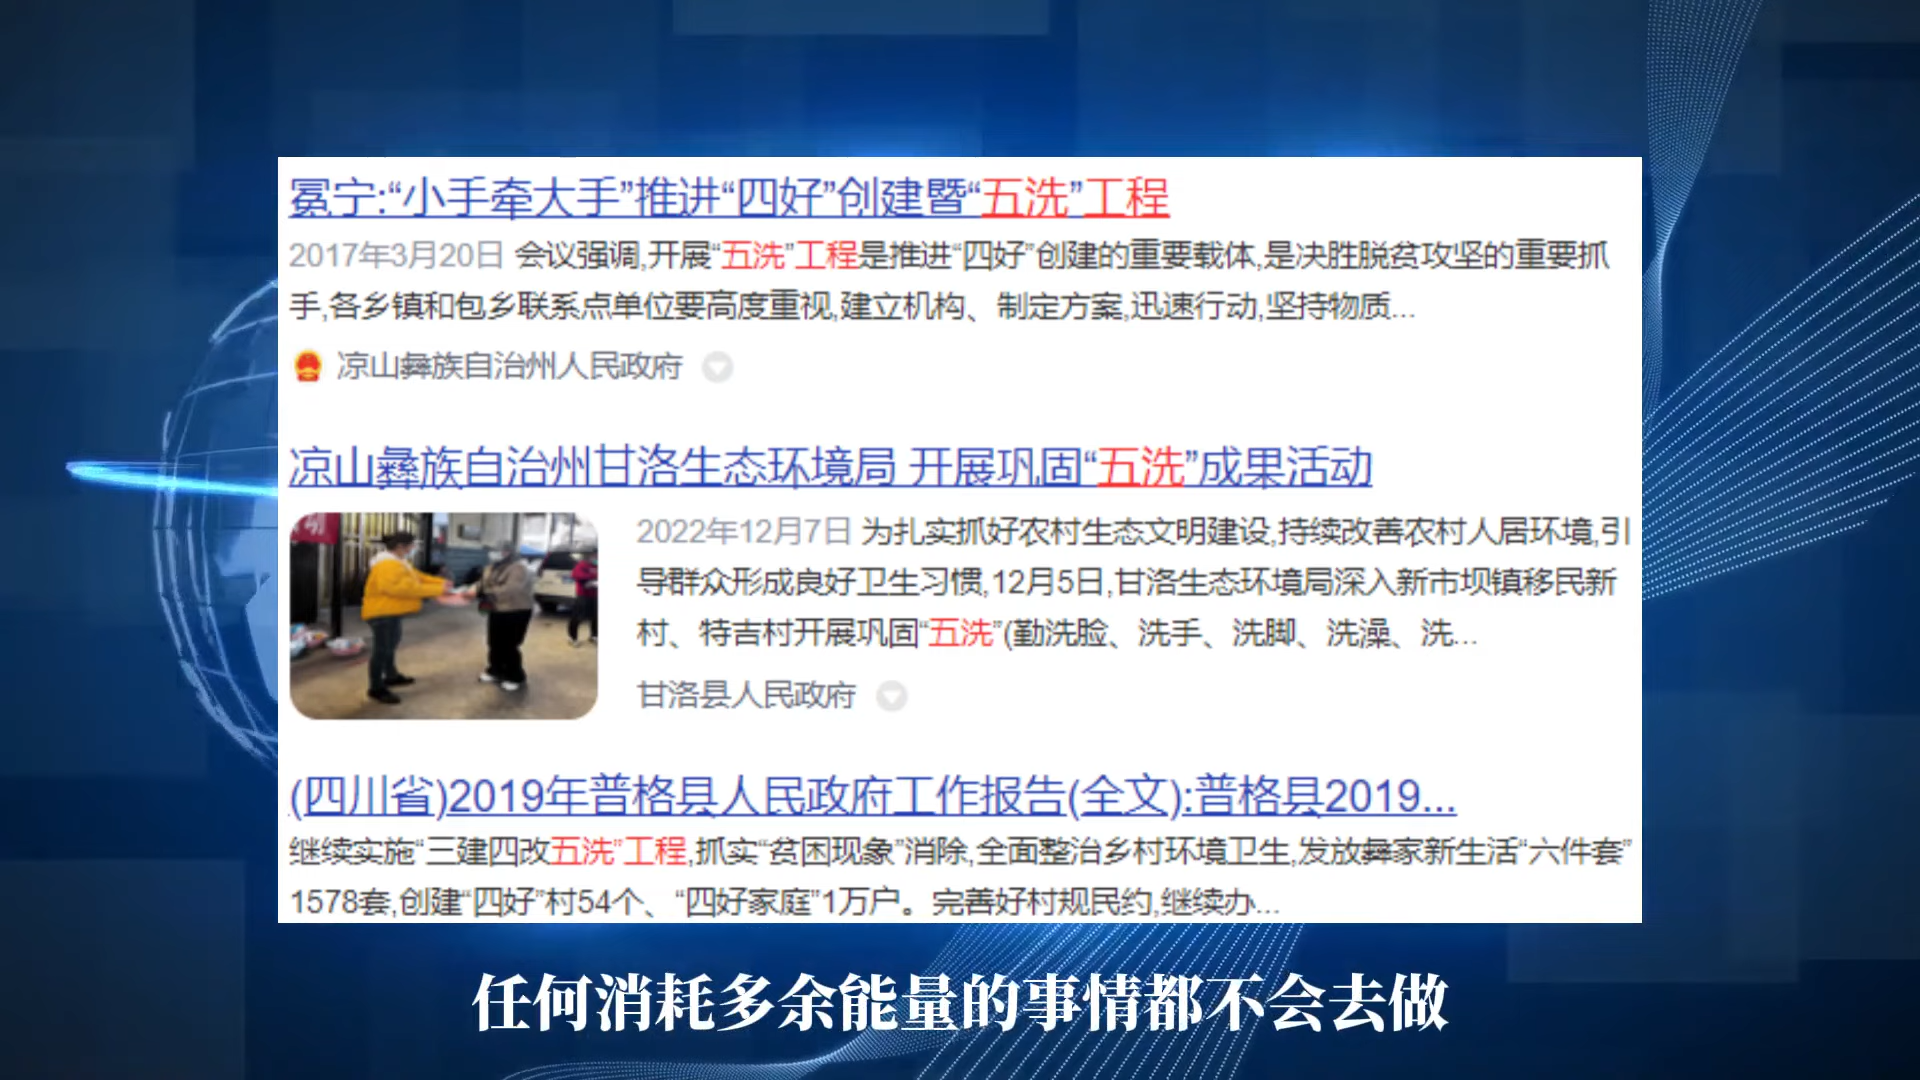 冕宁:“小手牵大手”推进“四好”创建暨“五洗”工程
2017年3月20日 会议强调,开展“五洗”工程是推进“四好”创建的重要载体,是决胜脱贫攻坚的重要抓
手,各乡镇和包乡联系点单位要高度重视,建立机构、制定方案,迅速行动,坚持物质...
凉山彝族自治州人民政府
凉山彝族自治州甘洛生态环境局 开展巩固“五洗”成果活动
2022年12月7日 为扎实抓好农村生态文明建设,持续改善农村人居环境,引
导群众形成良好卫生习惯,12月5日,甘洛生态环境局深入新市坝镇移民新
村、特吉村开展巩固“五洗”(勤洗脸、洗手、洗脚、洗澡、洗...
甘洛县人民政府
(四川省)2019年普格县人民政府工作报告(全文):普格县2019...
继续实施“三建四改五洗”工程,抓实“贫困现象”消除,全面整治乡村环境卫生,发放彝家新生活“六件套”
1578套,创建“四好”村54个、“四好家庭”1万户。完善好村规民约,继续办...
任何消耗多余能量的事情都不会去做